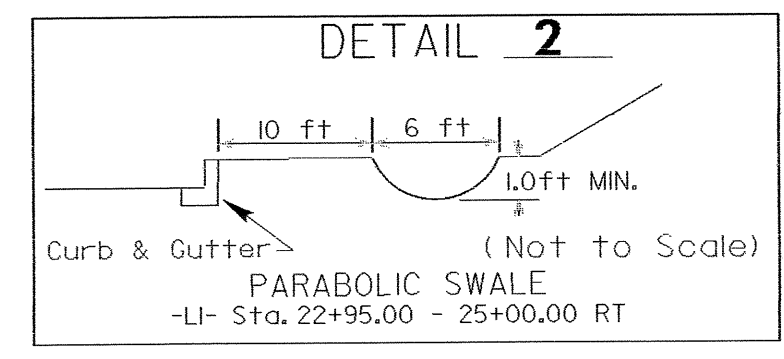 DETAIL 2
10 ft 6 ft
1.0ft MIN.
Curb & Gutter (Not to Scale)
PARABOLIC SWALE
-L1- Sta. 22+95.00 - 25+00.00 RT